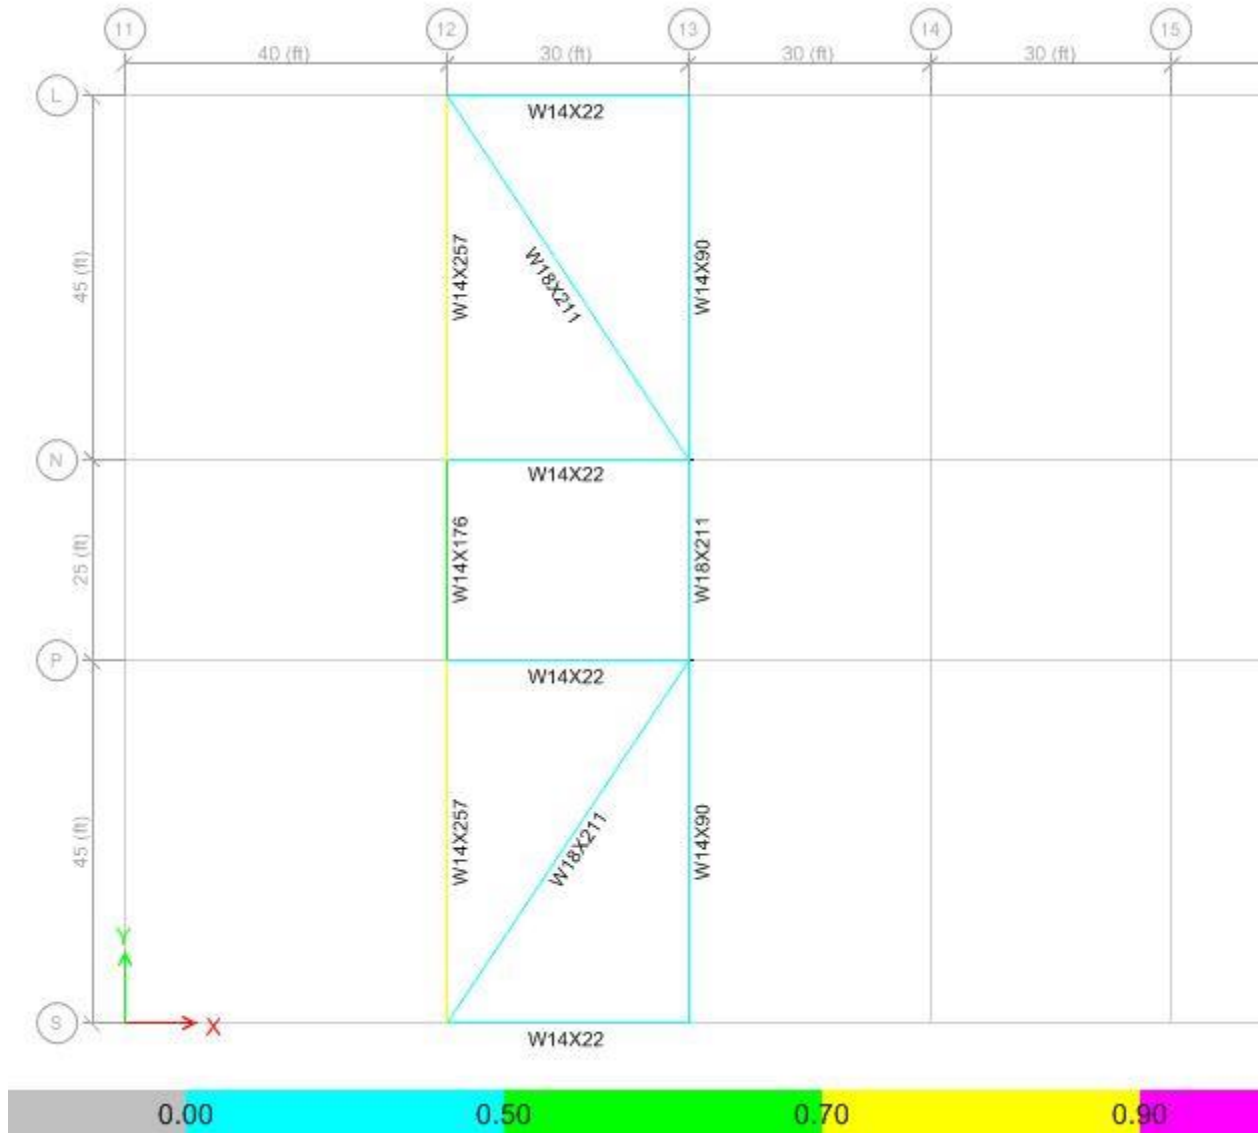 11 12 13 14 15
40 (ft) 30 (ft) 30 (ft) 30 (ft)
L
W14X22
45 (ft)
W14X257
W18X211
W14X90
N
W14X22
25 (ft)
W14X176
W18X211
P
W14X22
45 (ft)
W14X257
W18X211
W14X90
Y
S
X
W14X22
0.00 0.50 0.70 0.90